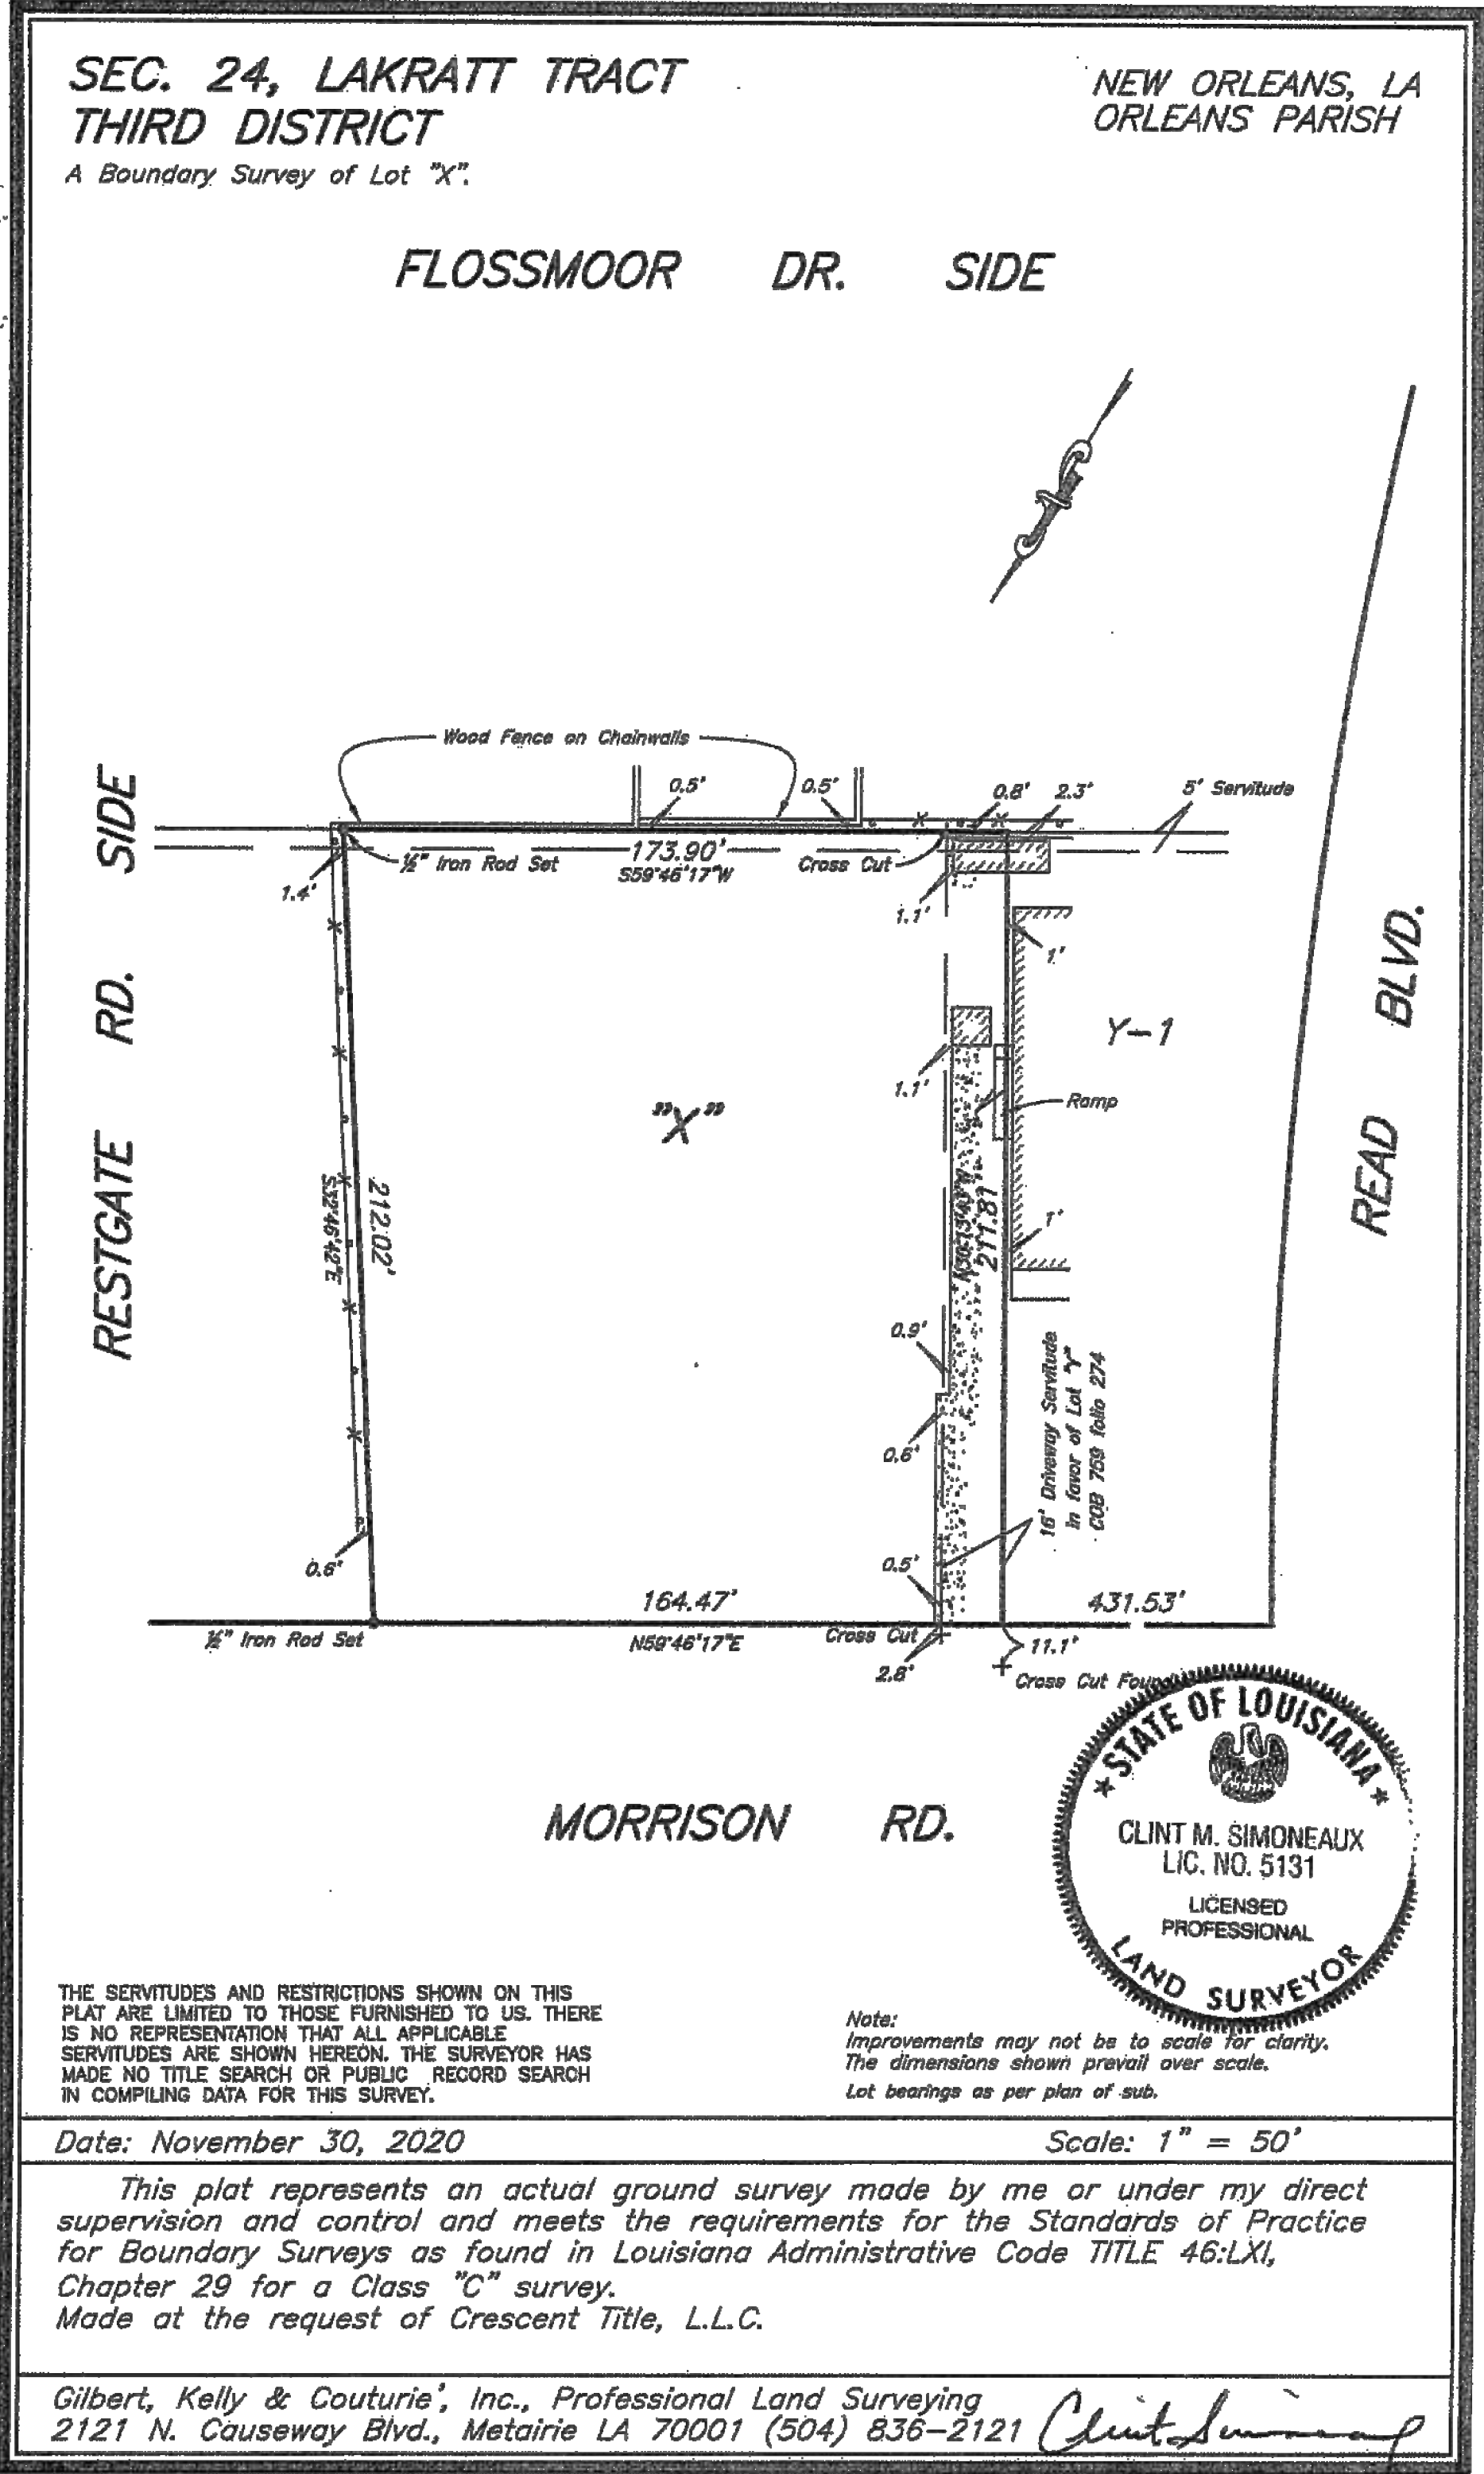 SEC. 24, LAKRATT TRACT
THIRD DISTRICT
A Boundary Survey of Lot "X".
NEW ORLEANS, LA
ORLEANS PARISH
FLOSSMOOR DR. SIDE
Wood Fence on Chainwalls
0.5'
0.5'
0.8'
2.3'
5' Servitude
½" Iron Rod Set
173.90'
S59°46'17"W
Cross Cut
1.4'
1.1'
1'
RESTGATE RD. SIDE
READ BLVD.
Y-1
1.1'
Ramp
"X"
S32°46'42"E
212.02'
N30°13'43"W
211.81'
1'
0.9'
0.6'
16' Driveway Servitude
in favor of Lot "Y"
COB 769 folio 274
0.6'
0.5'
164.47'
431.53'
½" Iron Rod Set
N59°46'17"E
Cross Cut
2.8'
11.1'
Cross Cut Found
MORRISON RD.
STATE OF LOUISIANA
CLINT M. SIMONEAUX
LIC. NO. 5131
LICENSED
PROFESSIONAL
LAND SURVEYOR
THE SERVITUDES AND RESTRICTIONS SHOWN ON THIS
PLAT ARE LIMITED TO THOSE FURNISHED TO US. THERE
IS NO REPRESENTATION THAT ALL APPLICABLE
SERVITUDES ARE SHOWN HEREON. THE SURVEYOR HAS
MADE NO TITLE SEARCH OR PUBLIC RECORD SEARCH
IN COMPILING DATA FOR THIS SURVEY.
Note:
Improvements may not be to scale for clarity.
The dimensions shown prevail over scale.
Lot bearings as per plan of sub.
Date: November 30, 2020
Scale: 1" = 50'
This plat represents an actual ground survey made by me or under my direct
supervision and control and meets the requirements for the Standards of Practice
for Boundary Surveys as found in Louisiana Administrative Code TITLE 46:LXI,
Chapter 29 for a Class "C" survey.
Made at the request of Crescent Title, L.L.C.
Gilbert, Kelly & Couturie', Inc., Professional Land Surveying
2121 N. Causeway Blvd., Metairie LA 70001 (504) 836-2121
Clint Simoneaux